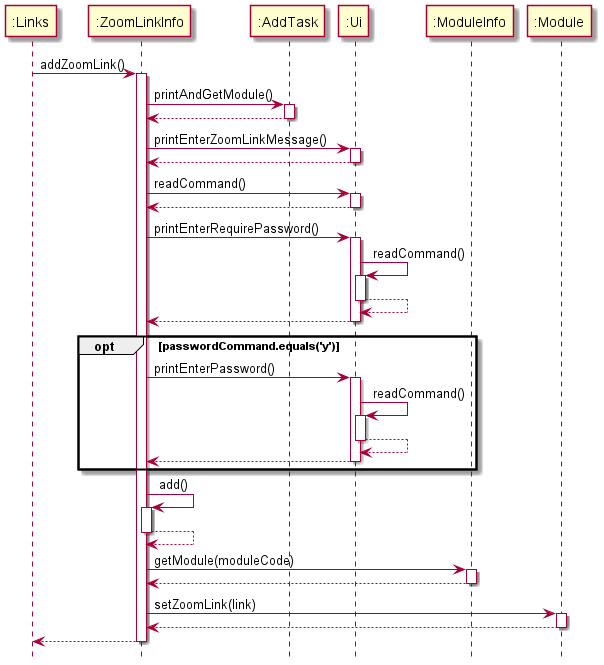 :Links :ZoomLinkInfo :AddTask :Ui :ModuleInfo :Module
addZoomLink()
printAndGetModule()
printEnterZoomLinkMessage()
readCommand()
printEnterRequirePassword()
readCommand()
opt [passwordCommand.equals('y')]
printEnterPassword()
readCommand()
add()
getModule(moduleCode)
setZoomLink(link)